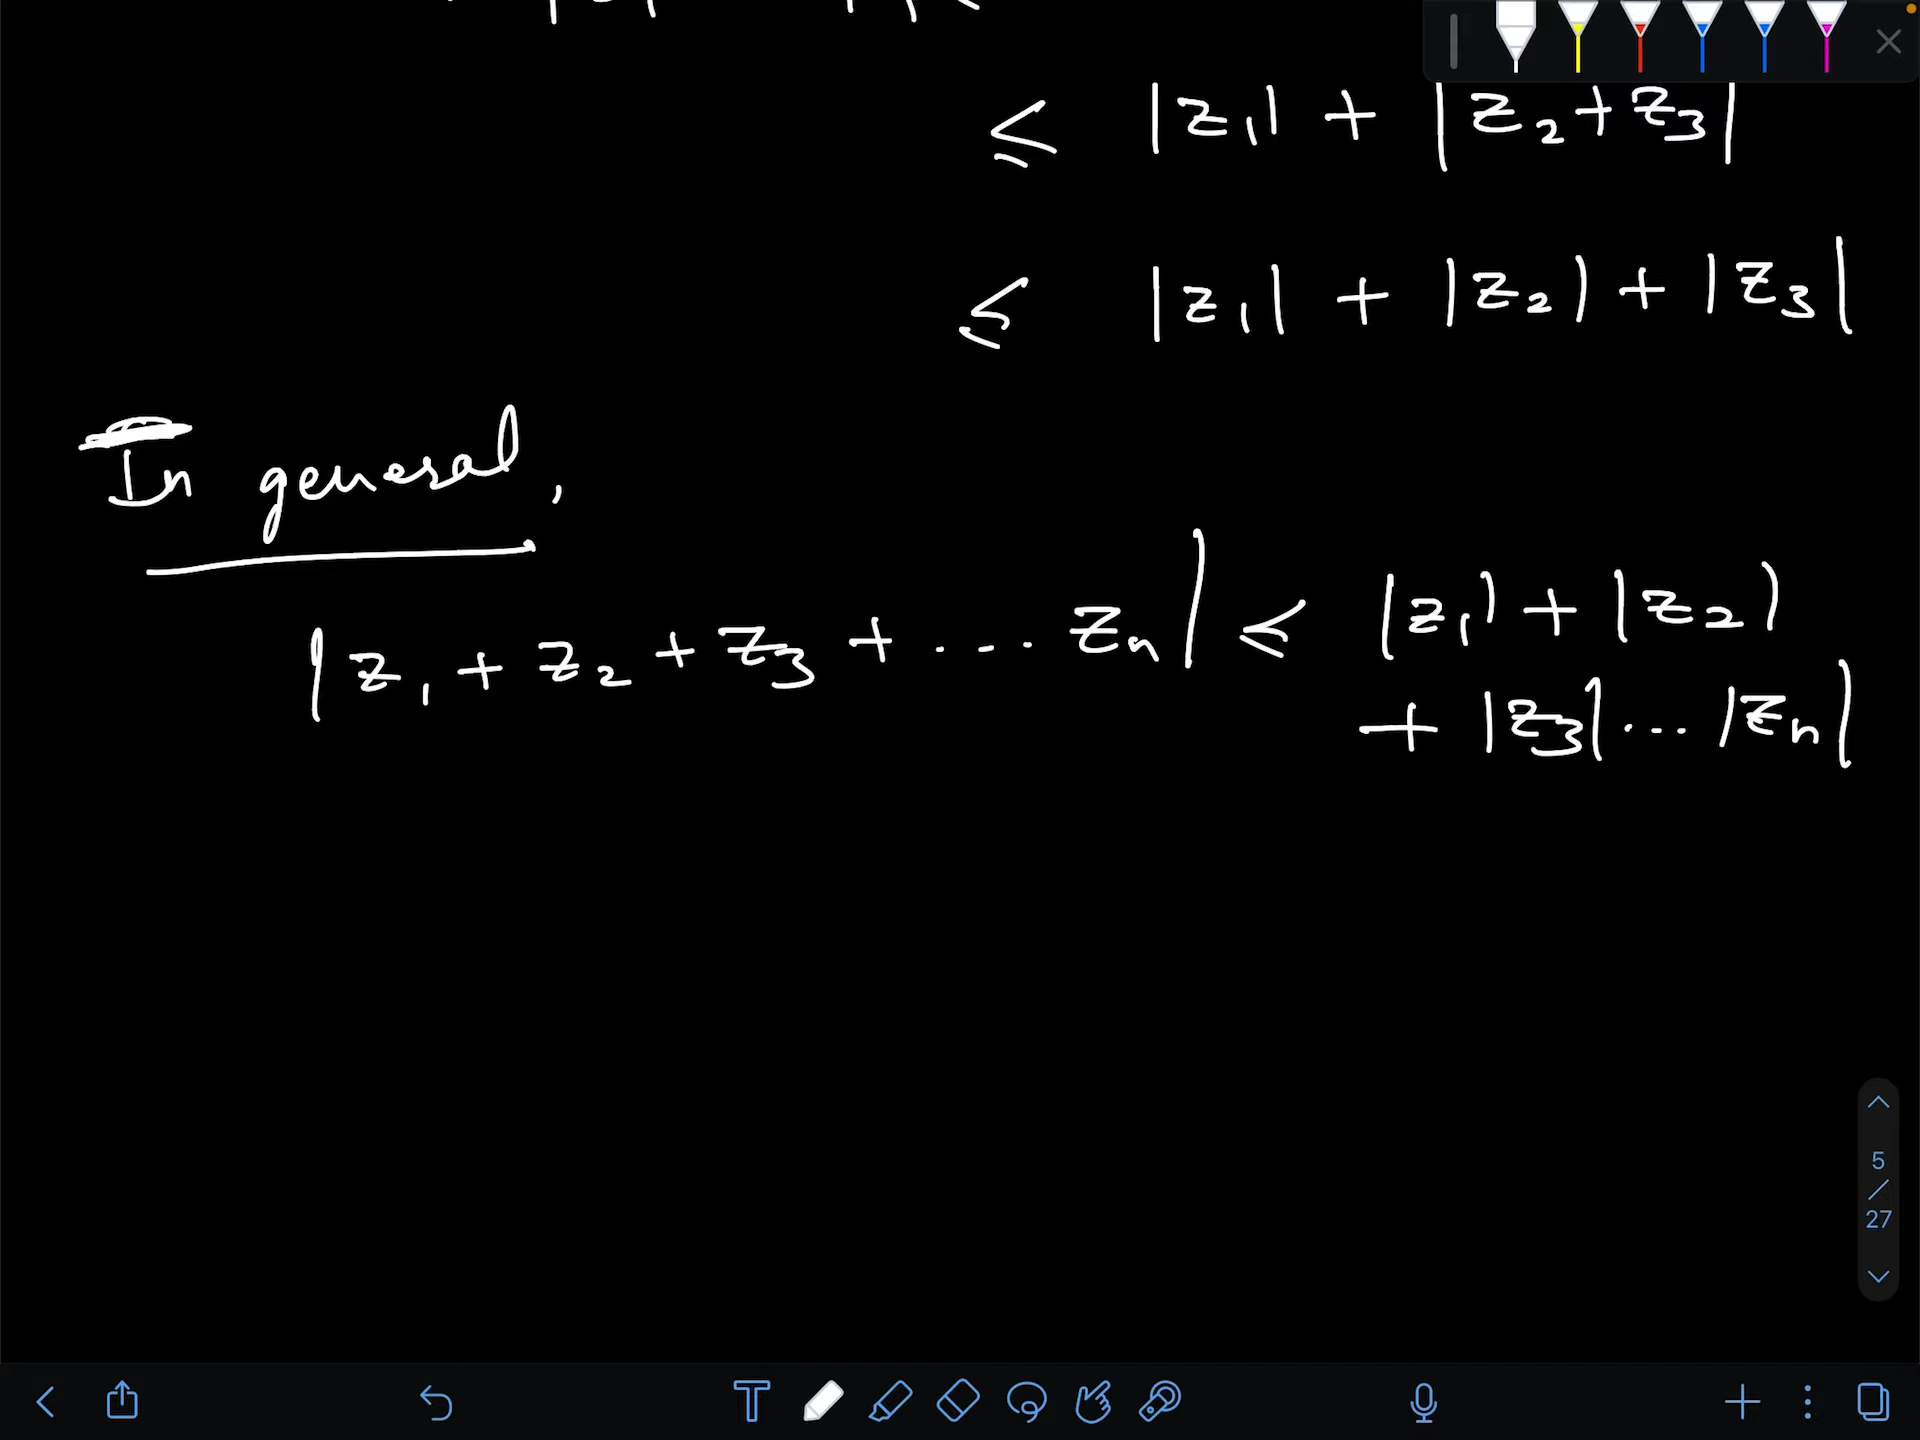 ≤ |z₁| + |z₂+z₃|
≤ |z₁| + |z₂| + |z₃|
In general,
|z₁ + z₂ + z₃ + ... zₙ| ≤ |z₁| + |z₂|
+ |z₃| ... |zₙ|
5
/
27
T